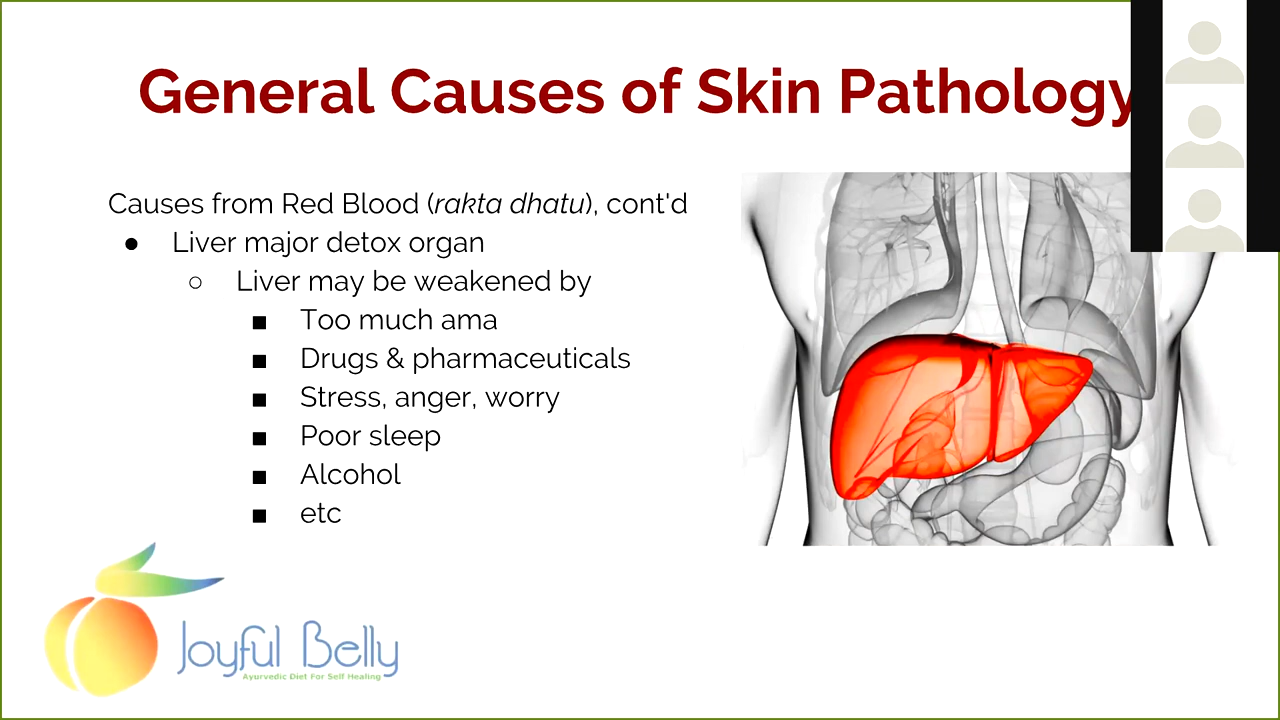 General Causes of Skin Pathology
Causes from Red Blood (rakta dhatu), cont'd
● Liver major detox organ
○ Liver may be weakened by
■ Too much ama
■ Drugs & pharmaceuticals
■ Stress, anger, worry
■ Poor sleep
■ Alcohol
■ etc
Joyful Belly
Ayurvedic Diet For Self Healing